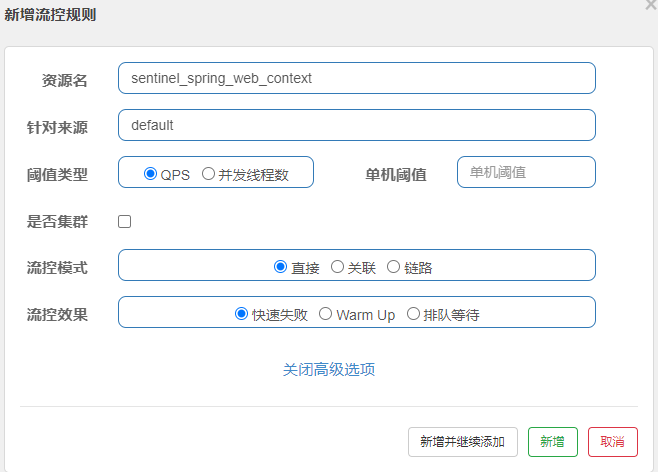 新增流控规则
×
资源名 sentinel_spring_web_context
针对来源 default
阈值类型 QPS 并发线程数 单机阈值 单机阈值
是否集群
流控模式 直接 关联 链路
流控效果 快速失败 Warm Up 排队等待
关闭高级选项
新增并继续添加 新增 取消